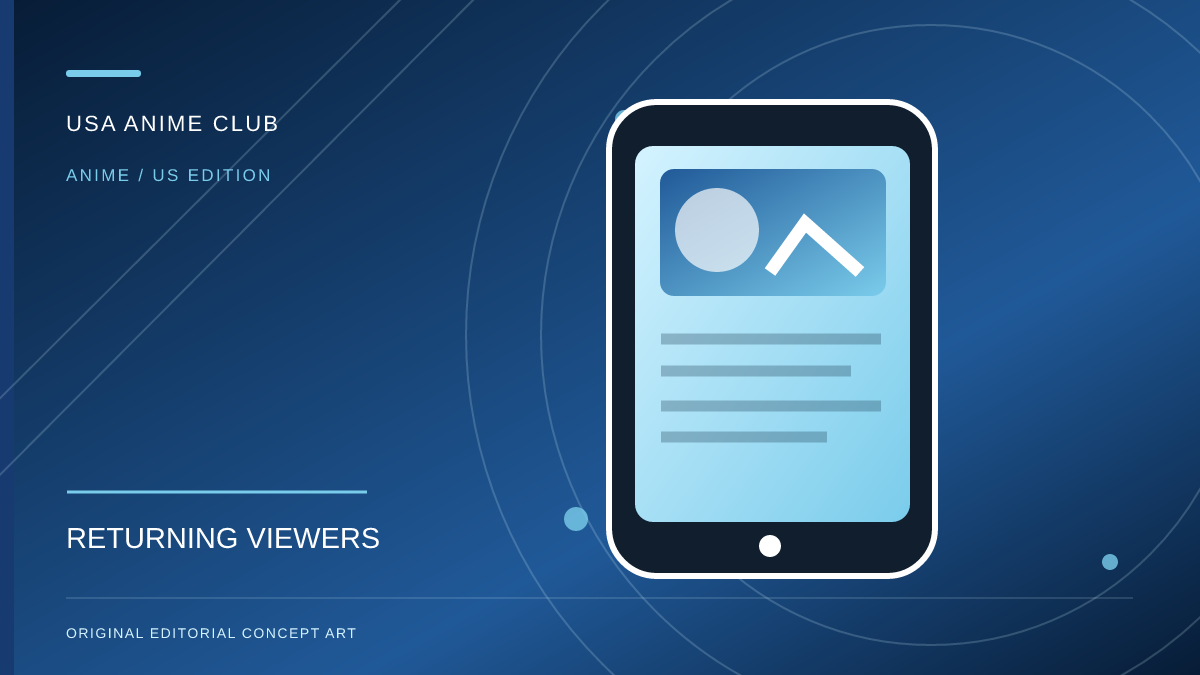 USA ANIME CLUB
ANIME / US EDITION
RETURNING VIEWERS
ORIGINAL EDITORIAL CONCEPT ART